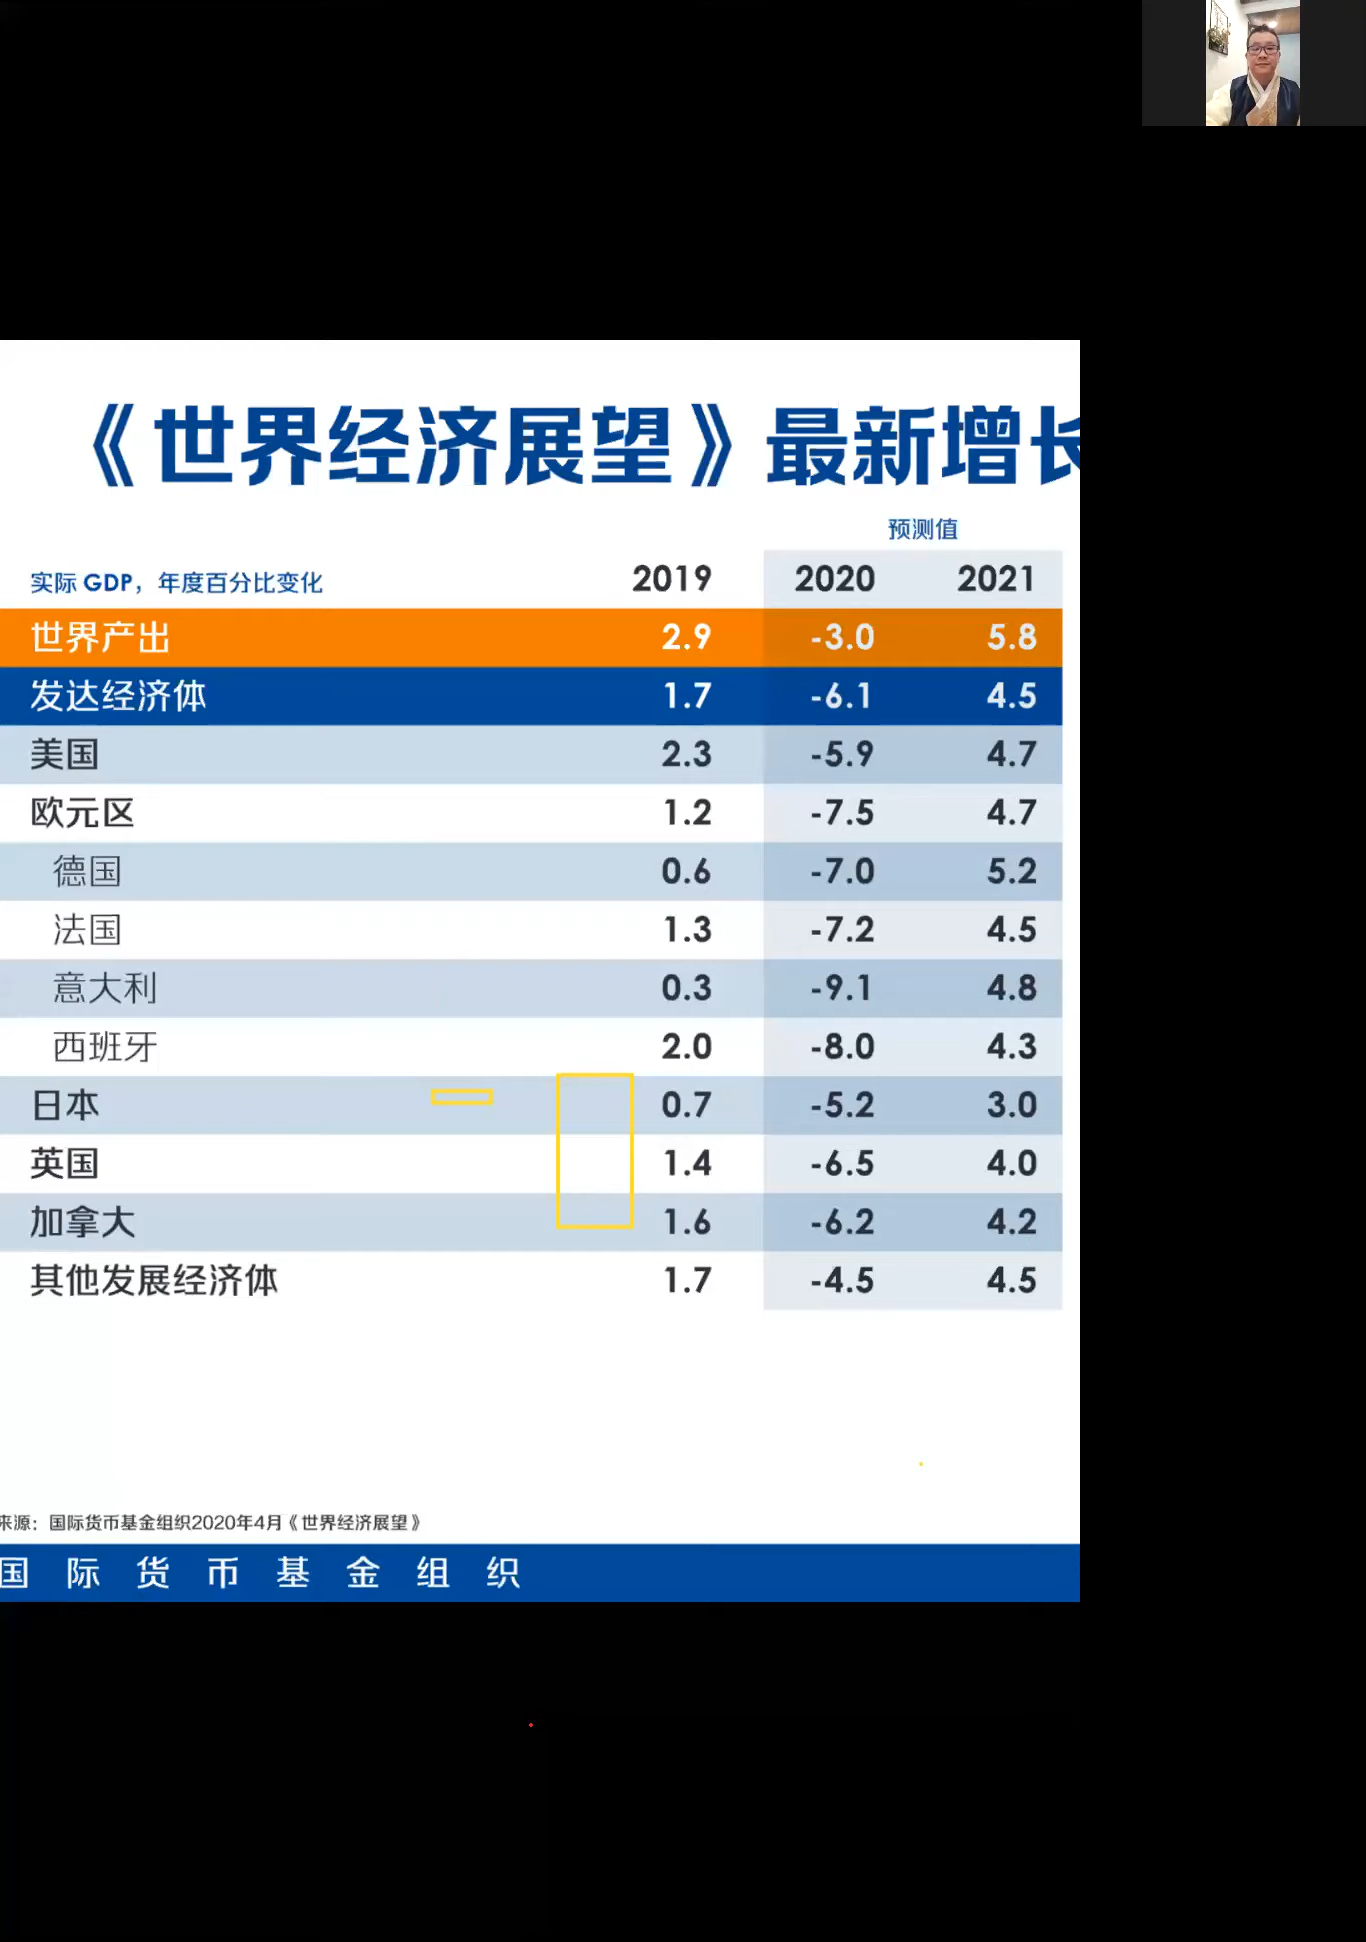 《世界经济展望》最新增长
预测值
实际 GDP，年度百分比变化 2019 2020 2021
世界产出 2.9 -3.0 5.8
发达经济体 1.7 -6.1 4.5
美国 2.3 -5.9 4.7
欧元区 1.2 -7.5 4.7
德国 0.6 -7.0 5.2
法国 1.3 -7.2 4.5
意大利 0.3 -9.1 4.8
西班牙 2.0 -8.0 4.3
日本 0.7 -5.2 3.0
英国 1.4 -6.5 4.0
加拿大 1.6 -6.2 4.2
其他发展经济体 1.7 -4.5 4.5
来源：国际货币基金组织2020年4月《世界经济展望》
国际货币基金组织